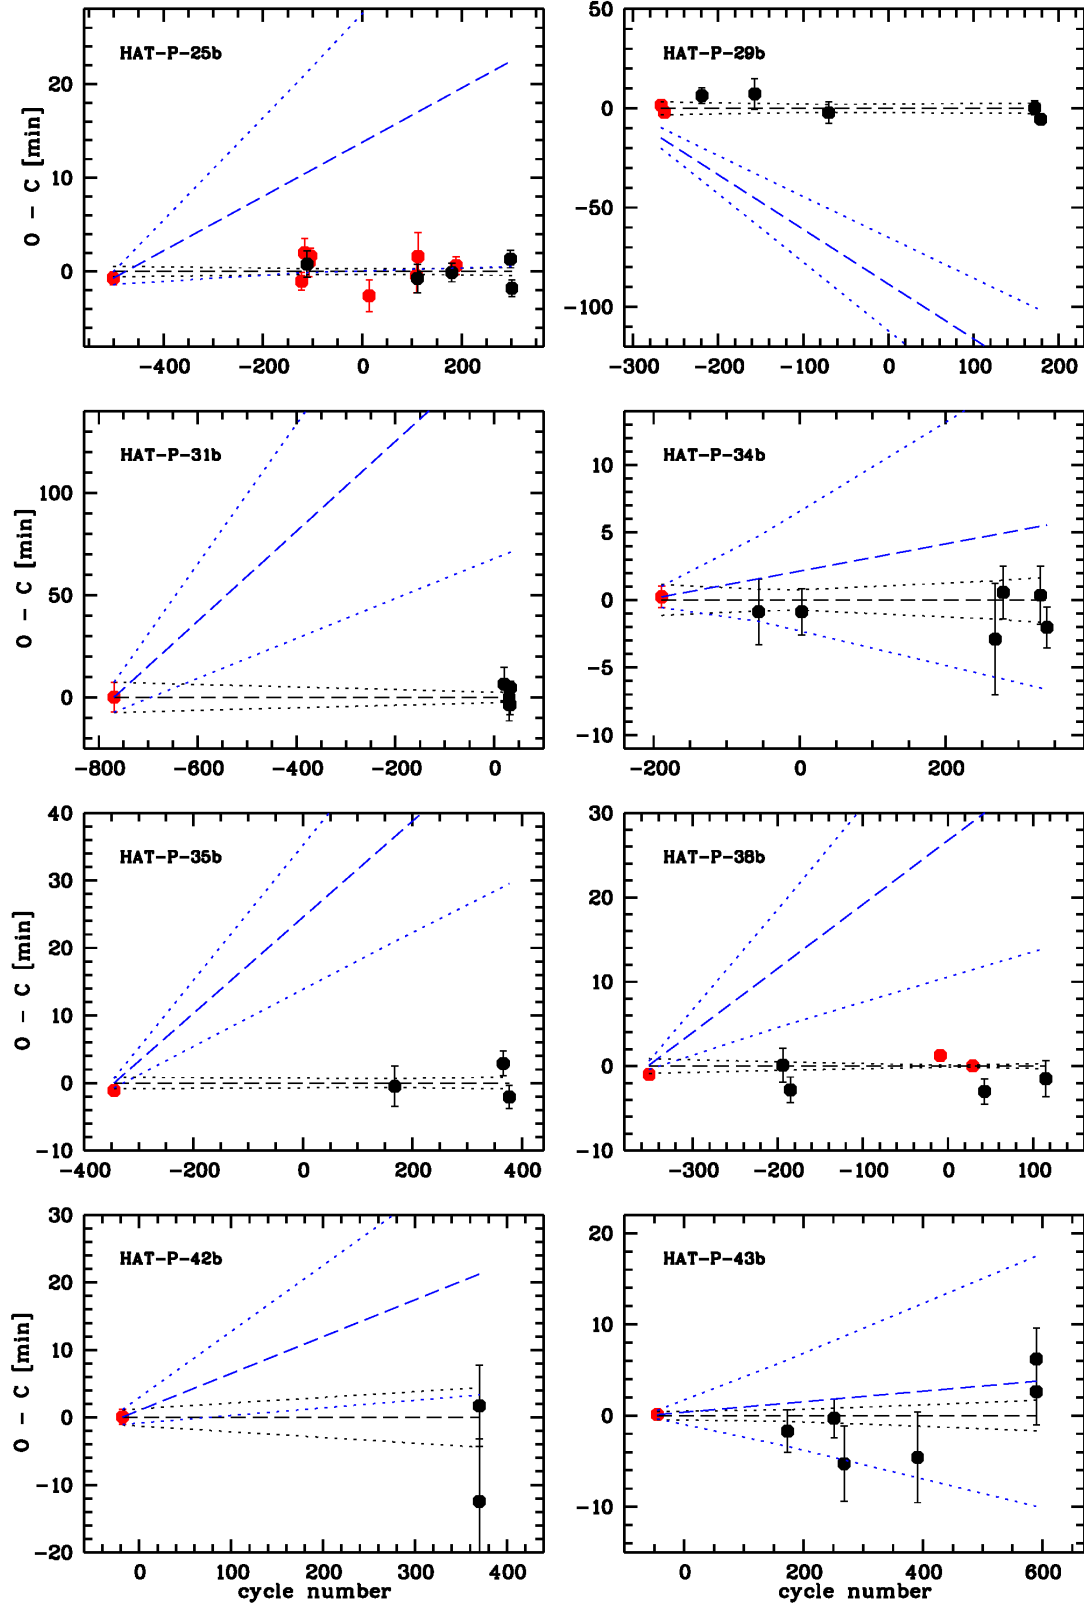 HAT-P-25b
O - C [min]
20
10
0
-400 -200 0 200
HAT-P-29b
50
0
-50
-100
-300 -200 -100 0 100 200
HAT-P-31b
O - C [min]
100
50
0
-800 -600 -400 -200 0
HAT-P-34b
10
5
0
-5
-10
-200 0 200
HAT-P-35b
O - C [min]
40
30
20
10
0
-10
-400 -200 0 200 400
HAT-P-38b
30
20
10
0
-10
-300 -200 -100 0 100
HAT-P-42b
O - C [min]
30
20
10
0
-10
-20
0 100 200 300 400
cycle number
HAT-P-43b
20
10
0
-10
0 200 400 600
cycle number